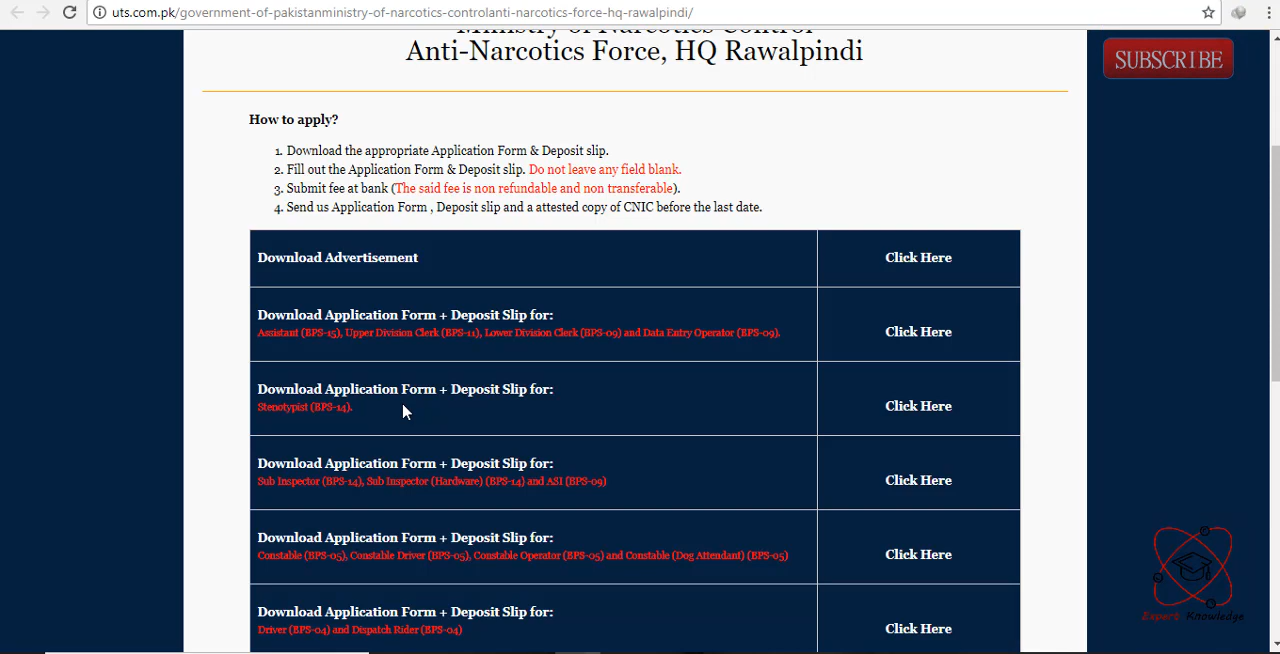 uts.com.pk/government-of-pakistanministry-of-narcotics-controlanti-narcotics-force-hq-rawalpindi/
Ministry of Narcotics Control
Anti-Narcotics Force, HQ Rawalpindi
SUBSCRIBE
How to apply?
1. Download the appropriate Application Form & Deposit slip.
2. Fill out the Application Form & Deposit slip. Do not leave any field blank.
3. Submit fee at bank (The said fee is non refundable and non transferable).
4. Send us Application Form , Deposit slip and a attested copy of CNIC before the last date.
Download Advertisement Click Here
Download Application Form + Deposit Slip for:
Assistant (BPS-15), Upper Division Clerk (BPS-11), Lower Division Clerk (BPS-09) and Data Entry Operator (BPS-09). Click Here
Download Application Form + Deposit Slip for:
Stenotypist (BPS-14). Click Here
Download Application Form + Deposit Slip for:
Sub Inspector (BPS-14), Sub Inspector (Hardware) (BPS-14) and ASI (BPS-09) Click Here
Download Application Form + Deposit Slip for:
Constable (BPS-05), Constable Driver (BPS-05), Constable Operator (BPS-05) and Constable (Dog Attendant) (BPS-05) Click Here
Download Application Form + Deposit Slip for:
Driver (BPS-04) and Dispatch Rider (BPS-04) Click Here
Expert Knowledge